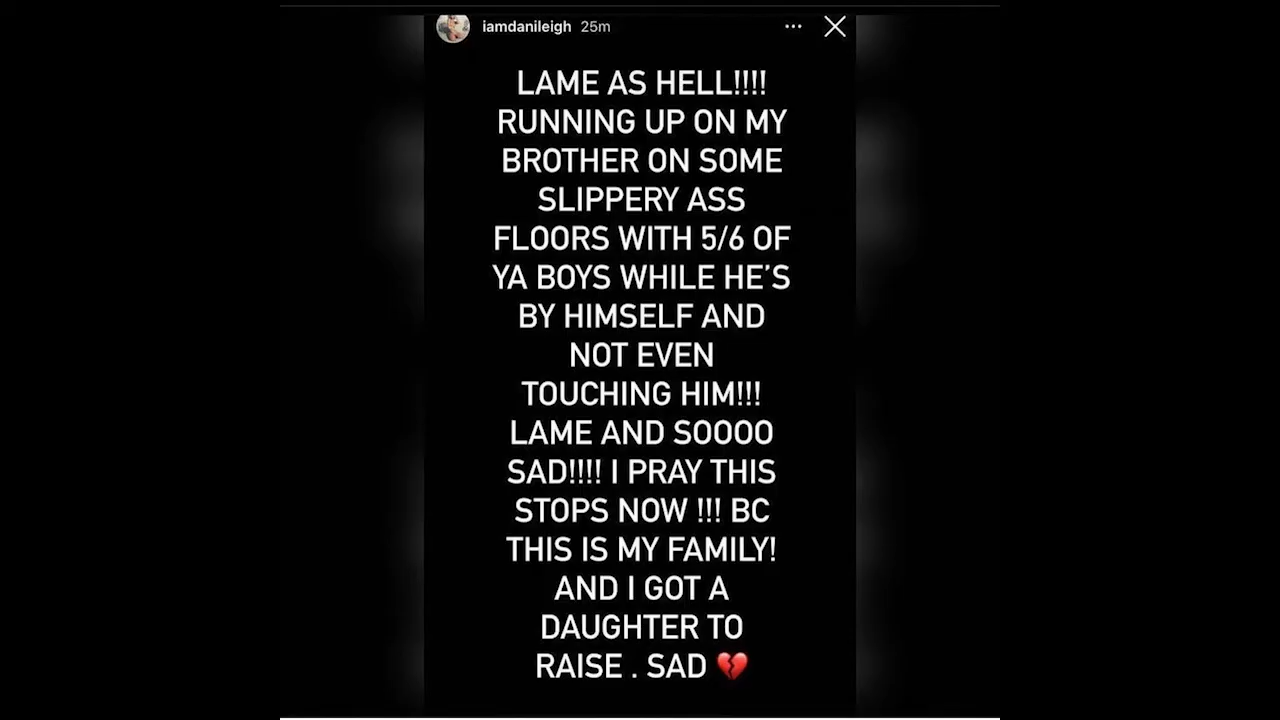 iamdanileigh 25m
LAME AS HELL!!!!
RUNNING UP ON MY
BROTHER ON SOME
SLIPPERY ASS
FLOORS WITH 5/6 OF
YA BOYS WHILE HE’S
BY HIMSELF AND
NOT EVEN
TOUCHING HIM!!!
LAME AND SOOOO
SAD!!!! I PRAY THIS
STOPS NOW !!! BC
THIS IS MY FAMILY!
AND I GOT A
DAUGHTER TO
RAISE . SAD 💔